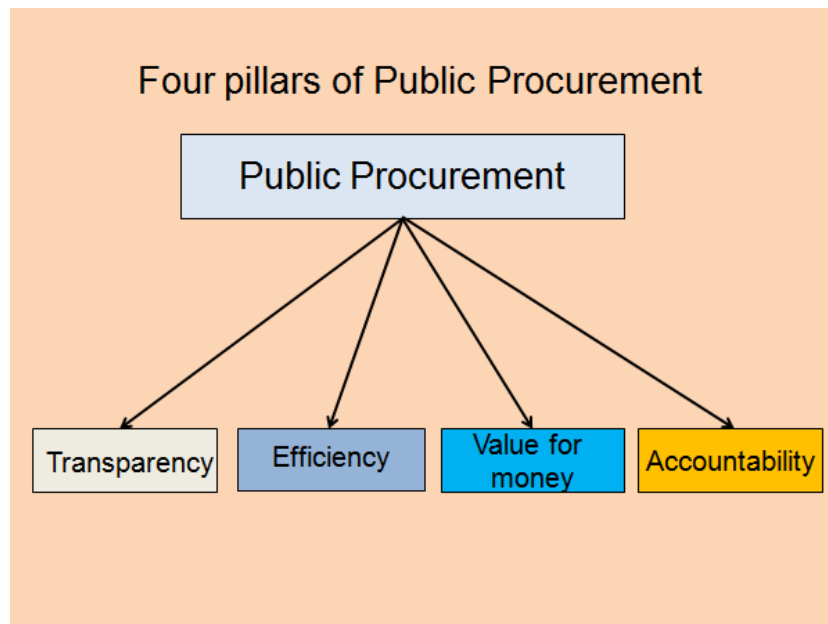 Four pillars of Public Procurement
Public Procurement
Transparency
Efficiency
Value for
money
Accountability